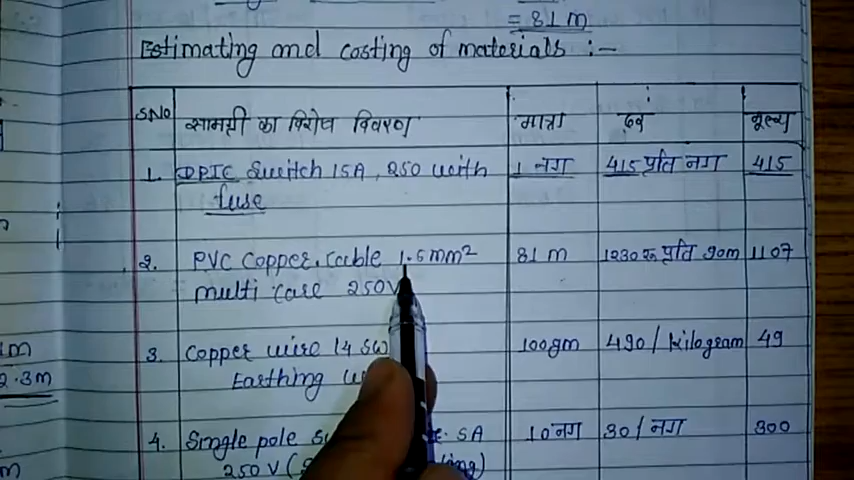 = 81 m
Estimating and costing of materials :-
S.No सामग्री का विशेष विवरण मात्रा दर मूल्य
1. DPIC Switch 15A, 250 with 1 नग 415 प्रति नग 415
fuse
2. PVC Copper cable 1.5mm² 81 m 1230 रू प्रति 90m 1107
multi core 250V
3. Copper wire 14 SW 100gm 490/ Kilogram 49
Earthing
4. Single pole 5A 10 नग 30/ नग 300
250 V
2.3m